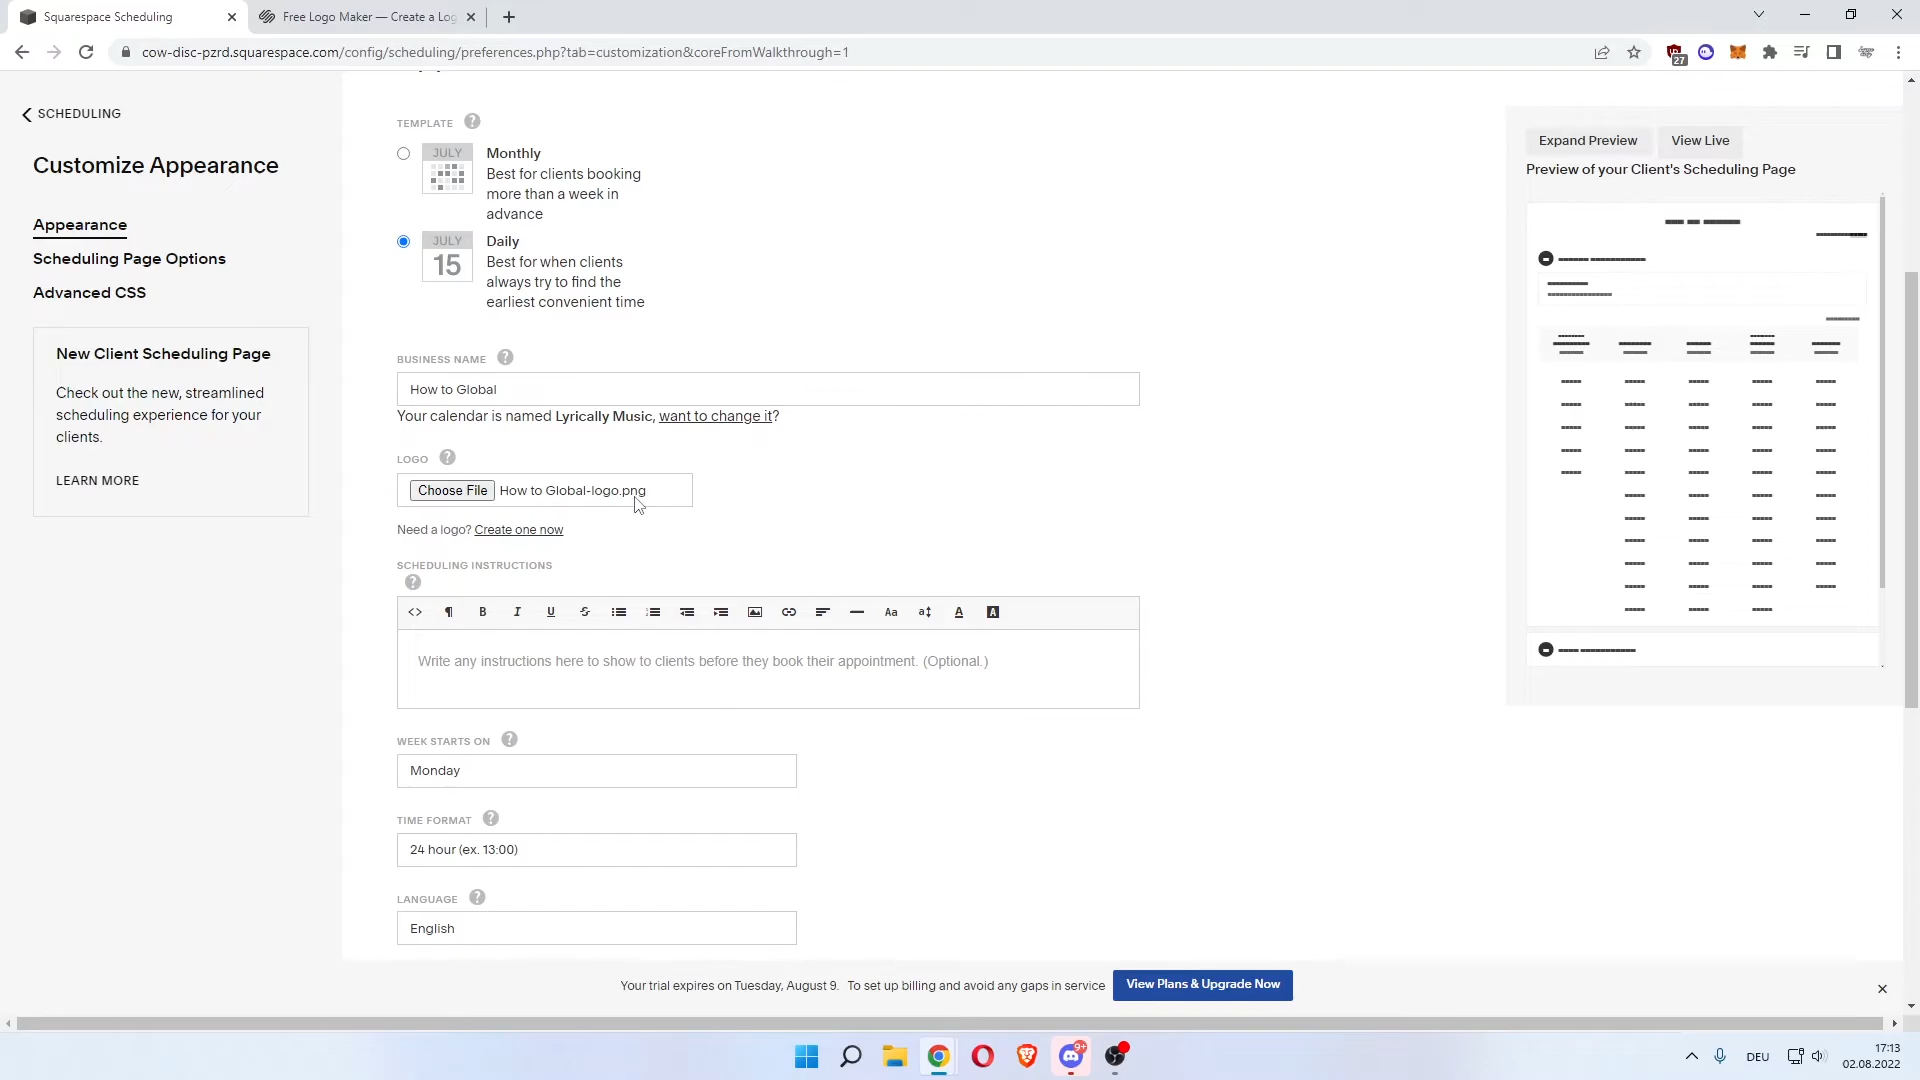 Squarespace Scheduling
Free Logo Maker — Create a Log
cow-disc-pzrd.squarespace.com/config/scheduling/preferences.php?tab=customization&coreFromWalkthrough=1
27
SCHEDULING
Customize Appearance
Appearance
Scheduling Page Options
Advanced CSS
New Client Scheduling Page
Check out the new, streamlined
scheduling experience for your
clients.
LEARN MORE
TEMPLATE ?
JULY
Monthly
Best for clients booking
more than a week in
advance
JULY
15
Daily
Best for when clients
always try to find the
earliest convenient time
BUSINESS NAME ?
How to Global
Your calendar is named Lyrically Music, want to change it?
LOGO ?
Choose File How to Global-logo.png
Need a logo? Create one now
SCHEDULING INSTRUCTIONS
?
<> ¶ B I U S Aa a A A
Write any instructions here to show to clients before they book their appointment. (Optional.)
WEEK STARTS ON ?
Monday
TIME FORMAT ?
24 hour (ex. 13:00)
LANGUAGE ?
English
Expand Preview
View Live
Preview of your Client's Scheduling Page
Your trial expires on Tuesday, August 9. To set up billing and avoid any gaps in service
View Plans & Upgrade Now
9+
DEU
17:13
02.08.2022